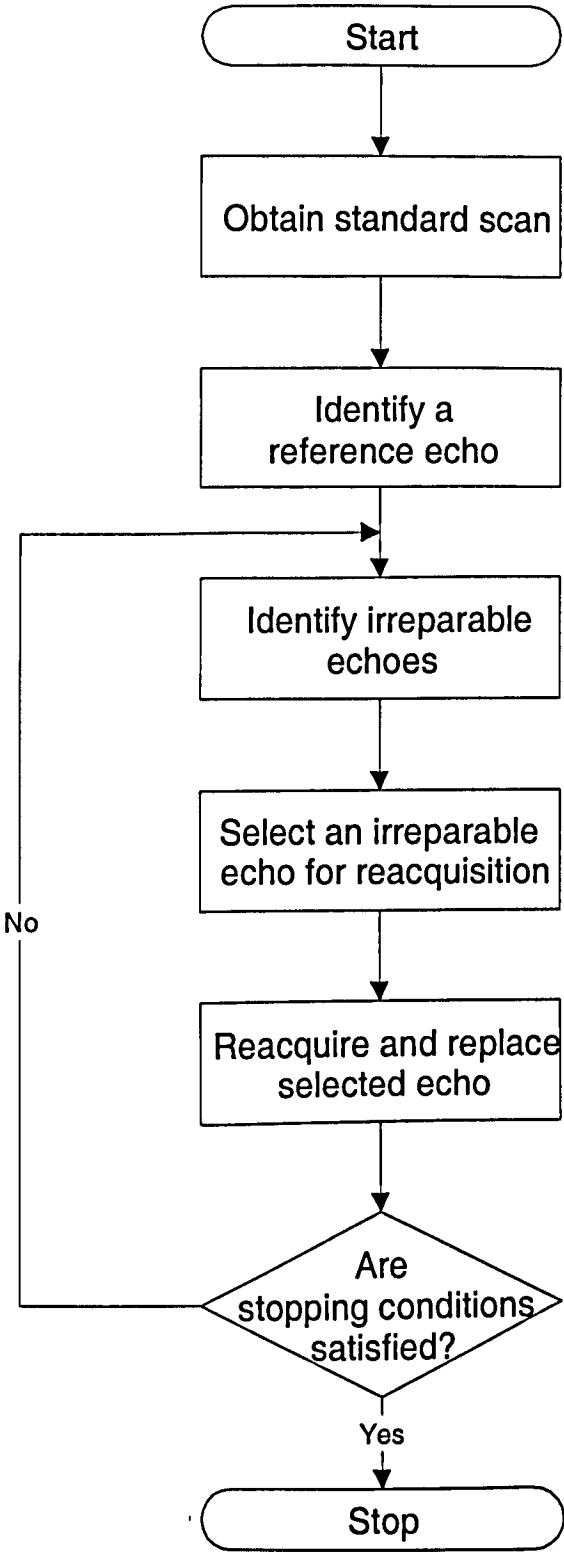 Start
Obtain standard scan
Identify a
reference echo
Identify irreparable
echoes
Select an irreparable
echo for reacquisition
No
Reacquire and replace
selected echo
Are
stopping conditions
satisfied?
Yes
Stop